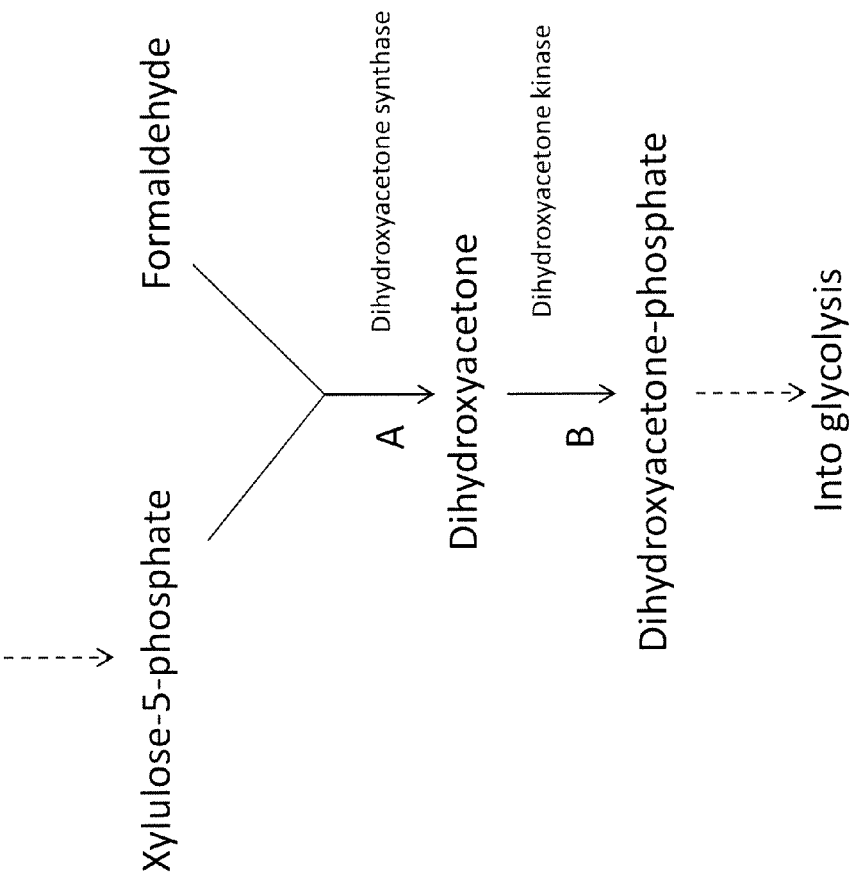 Xylulose-5-phosphate
Formaldehyde
A
Dihydroxyacetone synthase
Dihydroxyacetone
B
Dihydroxyacetone kinase
Dihydroxyacetone-phosphate
Into glycolysis